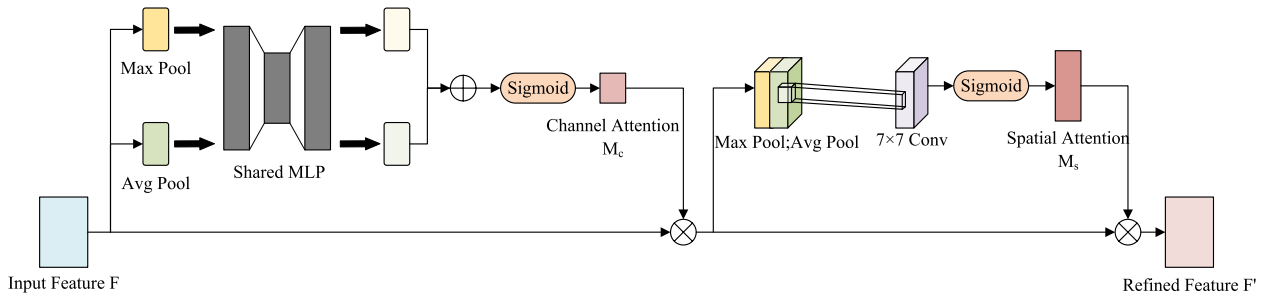 Max Pool
Avg Pool
Shared MLP
Sigmoid
Channel Attention
Mc
Max Pool;Avg Pool
7×7 Conv
Sigmoid
Spatial Attention
Ms
Input Feature F
Refined Feature F'